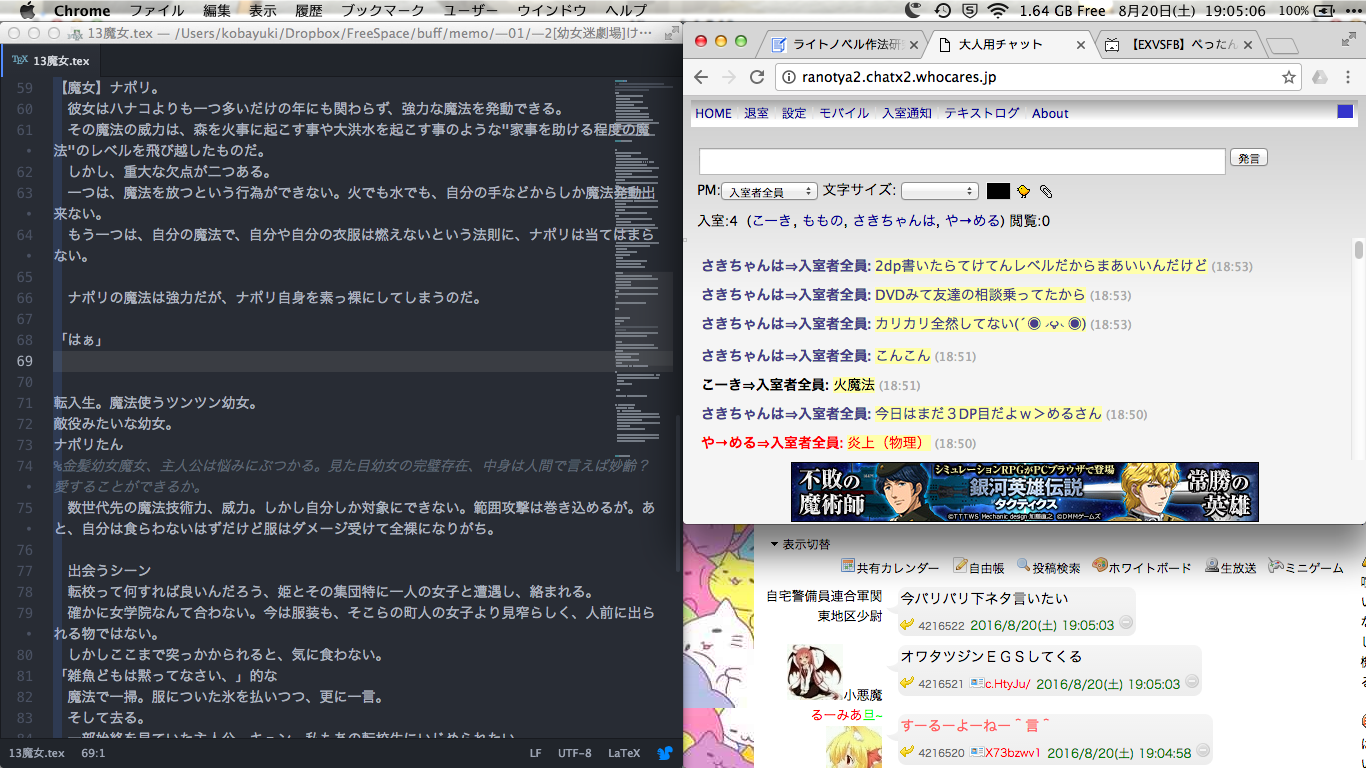 Chrome ファイル 編集 表示 履歴 ブックマーク ユーザー ウインドウ ヘルプ 1.64 GB Free 8月20日(土) 19:05:06 100%
13魔女.tex — /Users/kobayuki/Dropbox/FreeSpace/buff/memo/—01/—2[幼女迷劇場]け...
13魔女.tex
59 【魔女】ナポリ。
60 彼女はハナコよりも一つ多いだけの年にも関わらず、強力な魔法を発動できる。
61 その魔法の威力は、森を火事に起こす事や大洪水を起こす事のような"家事を助ける程度の魔
法"のレベルを飛び越したものだ。
62 しかし、重大な欠点が二つある。
63 一つは、魔法を放つという行為ができない。火でも水でも、自分の手などからしか魔法発動出
来ない。
64 もう一つは、自分の魔法で、自分や自分の衣服は燃えないという法則に、ナポリは当てはまら
ない。
65
66 ナポリの魔法は強力だが、ナポリ自身を素っ裸にしてしまうのだ。
67
68 「はぁ」
69
70
71 転入生。魔法使うツンツン幼女。
72 敵役みたいな幼女。
73 ナポリたん
74 %金髪幼女魔女、主人公は悩みにぶつかる。見た目幼女の完璧存在、中身は人間で言えば妙齢？
愛することができるか。
75 数世代先の魔法技術力、威力。しかし自分しか対象にできない。範囲攻撃は巻き込めるが。あ
と、自分は食らわないはずだけど服はダメージ受けて全裸になりがち。
76
77 出会うシーン
78 転校って何すれば良いんだろう、姫とその集団特に一人の女子と遭遇し、絡まれる。
79 確かに女学院なんて合わない。今は服装も、そこらの町人の女子より見窄らしく、人前に出ら
れる物ではない。
80 しかしここまで突っかかられると、気に食わない。
81 「雑魚どもは黙ってなさい、」的な
82 魔法で一掃。服についた氷を払いつつ、更に一言。
83 そして去る。
13魔女.tex 69:1 LF UTF-8 LaTeX
ライトノベル作法研
大人用チャット
【EXVSFB】ぺったん
ranotya2.chatx2.whocares.jp
HOME 退室 設定 モバイル 入室通知 テキストログ About
発言
PM: 入室者全員 文字サイズ:
入室:4 (こーき, ももの, さきちゃんは, や→める) 閲覧:0
さきちゃんは⇒入室者全員: 2dp書いたらてけてんレベルだからまあいいんだけど (18:53)
さきちゃんは⇒入室者全員: DVDみて友達の相談乗ってたから (18:53)
さきちゃんは⇒入室者全員: カリカリ全然してない (18:53)
さきちゃんは⇒入室者全員: こんこん (18:51)
こーき⇒入室者全員: 火魔法 (18:51)
さきちゃんは⇒入室者全員: 今日はまだ３DP目だよｗ＞めるさん (18:50)
や→める⇒入室者全員: 炎上（物理） (18:50)
不敗の魔術師
シミュレーションRPGがPCブラウザで登場
銀河英雄伝説
タクティクス
常勝の英雄
©TTTWS Mechanic design 加藤直之 ©DMMゲームズ
表示切替
共有カレンダー 自由帳 投稿検索 ホワイトボード 生放送 ミニゲーム
自宅警備員連合軍関
東地区少尉
今バリバリ下ネタ言いたい
4216522 2016/8/20(土) 19:05:03
小悪魔
オワタツジンＥＧＳしてくる
4216521 c.HtyJu/ 2016/8/20(土) 19:05:03
るーみあ旦~
すーるーよーねー＾言＾
4216520 X73bzwv1 2016/8/20(土) 19:04:58